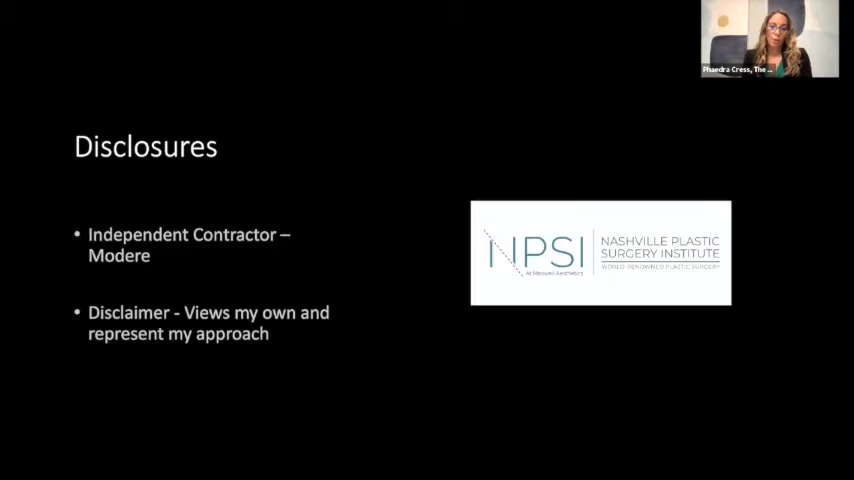 Phaedra Cress, The ...
Disclosures
• Independent Contractor –
Modere
• Disclaimer - Views my own and
represent my approach
NPSI
At Maxwell Aesthetics
NASHVILLE PLASTIC
SURGERY INSTITUTE
WORLD-RENOWNED PLASTIC SURGERY